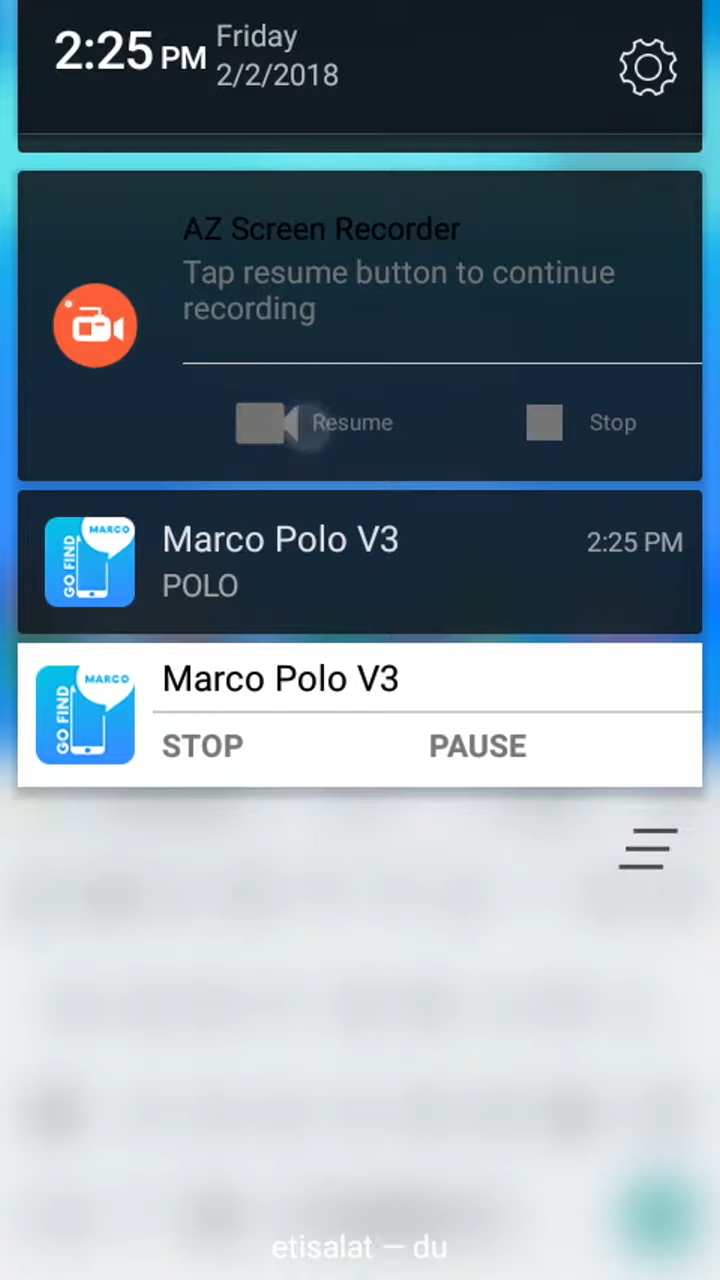 2:25 PM
Friday
2/2/2018
AZ Screen Recorder
Tap resume button to continue
recording
Resume
Stop
MARCO
GO FIND
Marco Polo V3
2:25 PM
POLO
MARCO
GO FIND
Marco Polo V3
STOP
PAUSE
etisalat — du